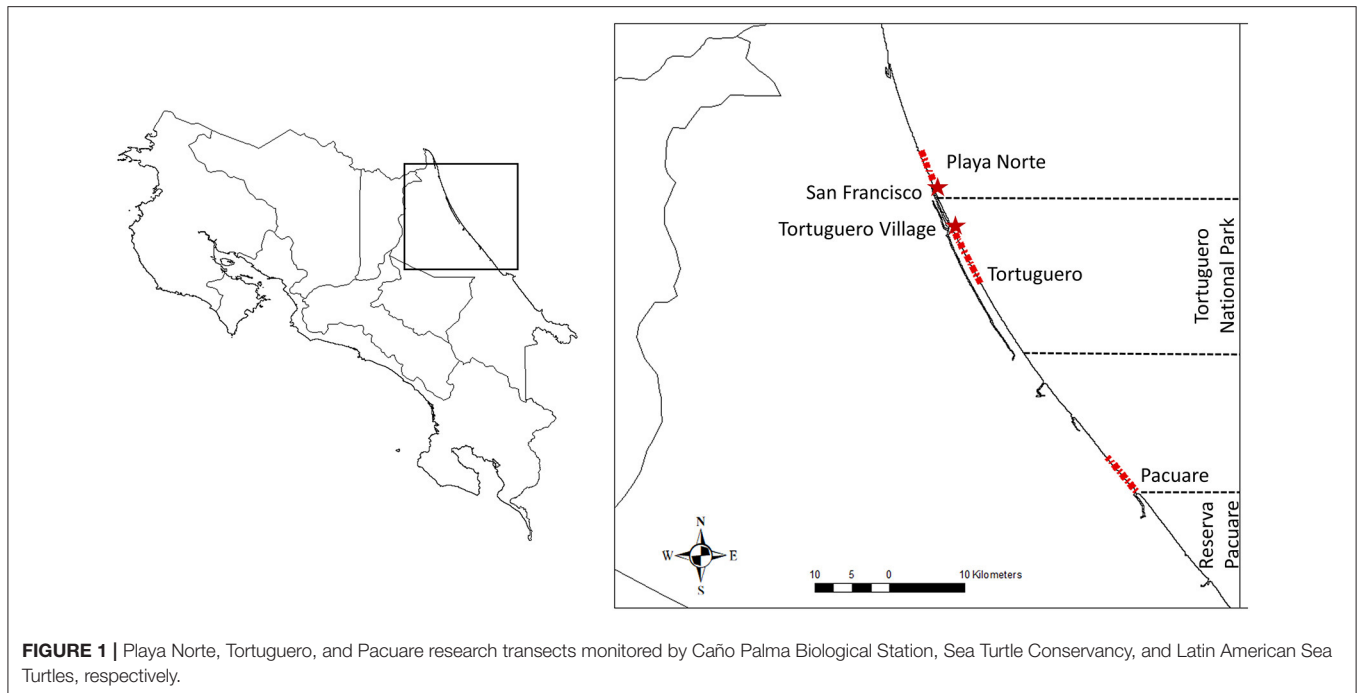 Playa Norte
San Francisco
Tortuguero Village
Tortuguero
Tortuguero
National Park
Pacuare
Reserva
Pacuare
N
W E
S
10 5 0 10 Kilometers
FIGURE 1 | Playa Norte, Tortuguero, and Pacuare research transects monitored by Caño Palma Biological Station, Sea Turtle Conservancy, and Latin American Sea
Turtles, respectively.